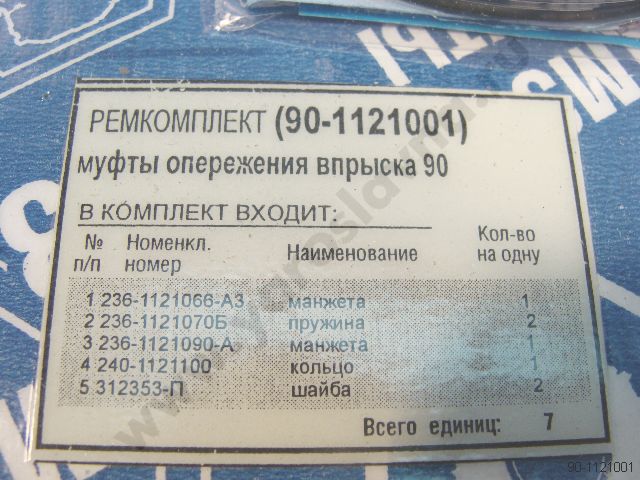 ТЫ
РЕМКОМПЛЕКТ (90-1121001)
муфты опережения впрыска 90
В КОМПЛЕКТ ВХОДИТ:
№ Номенкл. Наименование Кол-во
п/п номер на одну
1 236-1121066-А3 манжета 1
2 236-1121070Б пружина 2
3 236-1121090-А манжета 1
4 240-1121100 кольцо 1
5 312353-П шайба 2
Всего единиц: 7
90-1121001